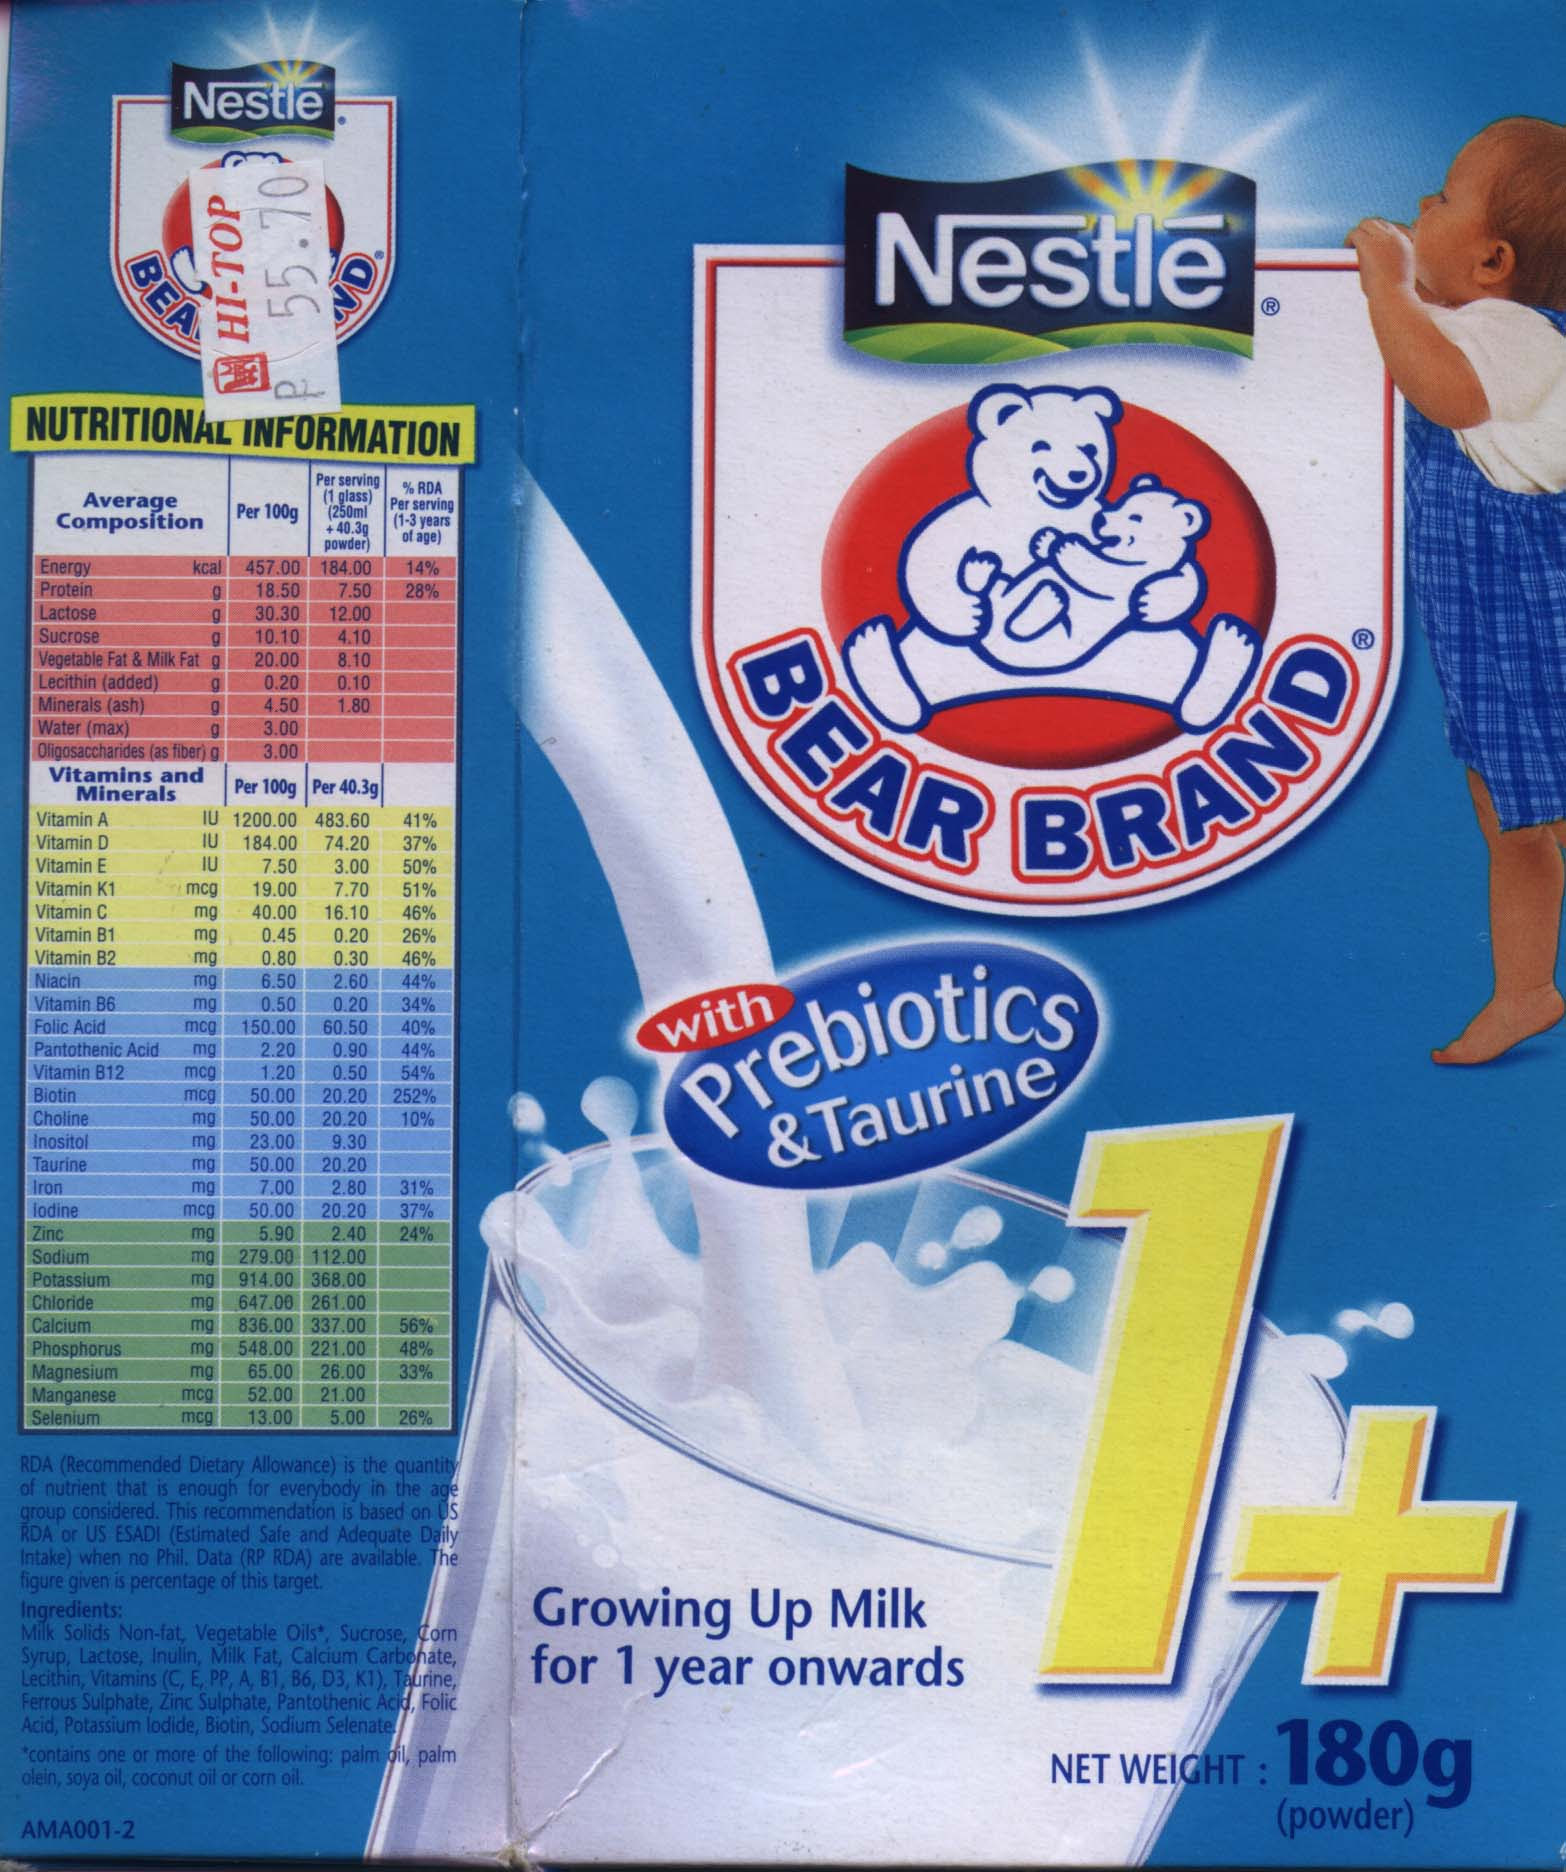 Nestlé
HI-TOP
P 55.70
BEAR BRAND®
NUTRITIONAL INFORMATION
Average Composition | Per 100g | Per serving (1 glass) (250ml + 40.3g powder) | % RDA Per serving (1-3 years of age)
Energy kcal 457.00 184.00 14%
Protein g 18.50 7.50 28%
Lactose g 30.30 12.00
Sucrose g 10.10 4.10
Vegetable Fat & Milk Fat g 20.00 8.10
Lecithin (added) g 0.20 0.10
Minerals (ash) g 4.50 1.80
Water (max) g 3.00
Oligosaccharides (as fiber) g 3.00
Vitamins and Minerals | Per 100g | Per 40.3g
Vitamin A IU 1200.00 483.60 41%
Vitamin D IU 184.00 74.20 37%
Vitamin E IU 7.50 3.00 50%
Vitamin K1 mcg 19.00 7.70 51%
Vitamin C mg 40.00 16.10 46%
Vitamin B1 mg 0.45 0.20 26%
Vitamin B2 mg 0.80 0.30 46%
Niacin mg 6.50 2.60 44%
Vitamin B6 mg 0.50 0.20 34%
Folic Acid mcg 150.00 60.50 40%
Pantothenic Acid mg 2.20 0.90 44%
Vitamin B12 mcg 1.20 0.50 54%
Biotin mcg 50.00 20.20 252%
Choline mg 50.00 20.20 10%
Inositol mg 23.00 9.30
Taurine mg 50.00 20.20
Iron mg 7.00 2.80 31%
Iodine mcg 50.00 20.20 37%
Zinc mg 5.90 2.40 24%
Sodium mg 279.00 112.00
Potassium mg 914.00 368.00
Chloride mg 647.00 261.00
Calcium mg 836.00 337.00 56%
Phosphorus mg 548.00 221.00 48%
Magnesium mg 65.00 26.00 33%
Manganese mcg 52.00 21.00
Selenium mcg 13.00 5.00 26%
RDA (Recommended Dietary Allowance) is the quantity
of nutrient that is enough for everybody in the age
group considered. This recommendation is based on US
RDA or US ESADI (Estimated Safe and Adequate Daily
Intake) when no Phil. Data (RP RDA) are available. The
figure given is percentage of this target.
Ingredients:
Milk Solids Non-fat, Vegetable Oils*, Sucrose, Corn
Syrup, Lactose, Inulin, Milk Fat, Calcium Carbonate,
Lecithin, Vitamins (C, E, PP, A, B1, B6, D3, K1), Taurine,
Ferrous Sulphate, Zinc Sulphate, Pantothenic Acid, Folic
Acid, Potassium Iodide, Biotin, Sodium Selenate.
*contains one or more of the following: palm oil, palm
olein, soya oil, coconut oil or corn oil.
AMA001-2
Nestlé®
BEAR BRAND®
with
Prebiotics
& Taurine
1+
Growing Up Milk
for 1 year onwards
NET WEIGHT : 180g
(powder)